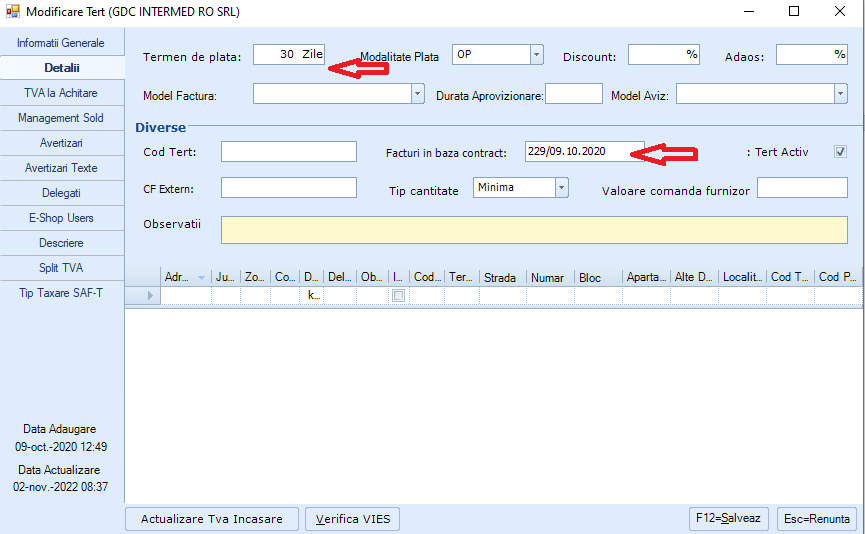 Modificare Tert (GDC INTERMED RO SRL)
Informatii Generale
Detalii
TVA la Achitare
Management Sold
Avertizari
Avertizari Texte
Delegati
E-Shop Users
Descriere
Split TVA
Tip Taxare SAF-T
Data Adaugare
09-oct.-2020 12:49
Data Actualizare
02-nov.-2022 08:37
Termen de plata: 30 Zile Modalitate Plata OP Discount: % Adaos: %
Model Factura: Durata Aprovizionare: Model Aviz:
Diverse
Cod Tert: Facturi in baza contract: 229/09.10.2020 : Tert Activ
CF Extern: Tip cantitate Minima Valoare comanda furnizor
Observatii
Adr... Ju... Zo... Co... D... Del... Ob... I... Cod... Ter... Strada Numar Bloc Aparta... Alte D... Localit... Cod T... Cod P...
k...
Actualizare Tva Incasare Verifica VIES F12=Salveaz Esc=Renunta